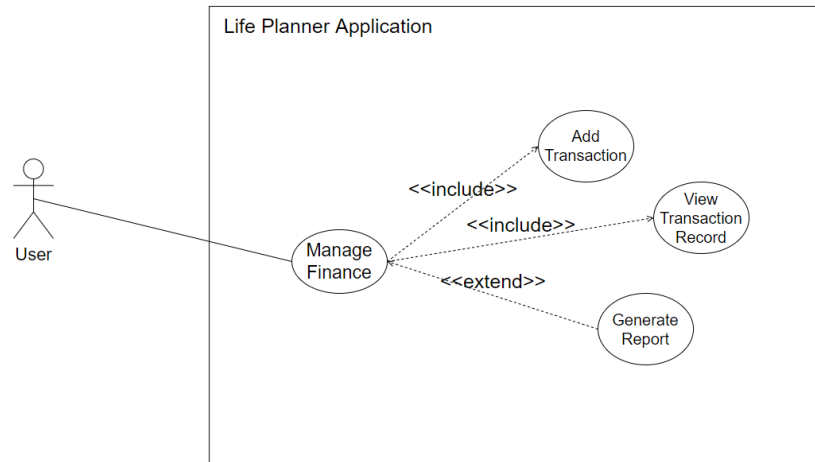 Life Planner Application
Add
Transaction
<<include>>
View
Transaction
Record
<<include>>
User
Manage
Finance
<<extend>>
Generate
Report